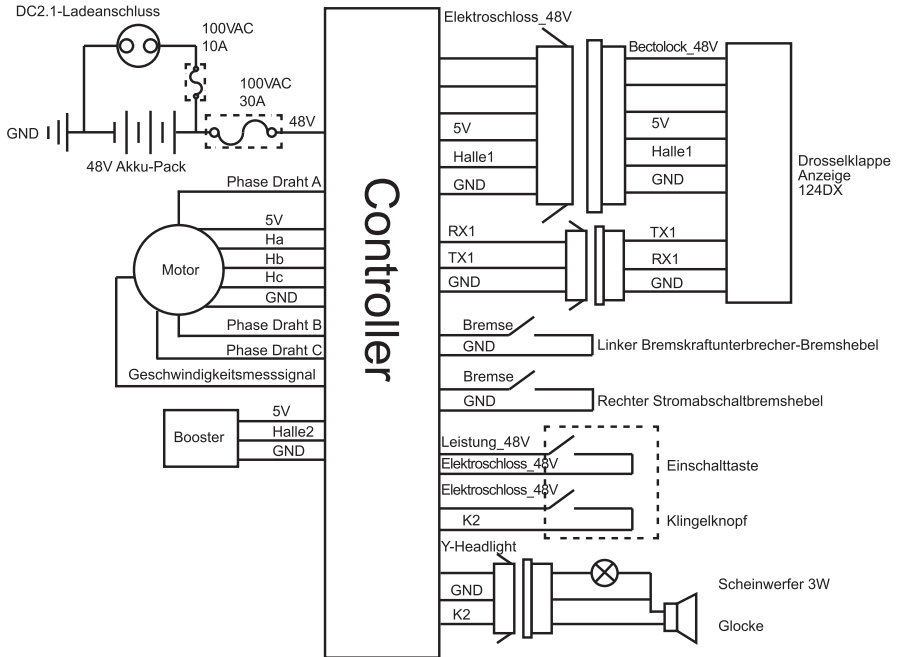 DC2.1-Ladeanschluss
100VAC
10A
100VAC
30A
48V
GND
48V Akku-Pack
Phase Draht A
5V
Ha
Hb
Hc
GND
Motor
Phase Draht B
Phase Draht C
Geschwindigkeitsmesssignal
Booster
5V
Halle2
GND
Controller
Elektroschloss_48V
5V
Halle1
GND
Bectolock_48V
5V
Halle1
GND
Drosselklappe
Anzeige
124DX
RX1
TX1
GND
TX1
RX1
GND
Bremse
GND
Linker Bremskraftunterbrecher-Bremshebel
Bremse
GND
Rechter Stromabschaltbremshebel
Leistung_48V
Elektroschloss_48V
Einschalttaste
Elektroschloss_48V
K2
Klingelknopf
Y-Headlight
GND
K2
Scheinwerfer 3W
Glocke